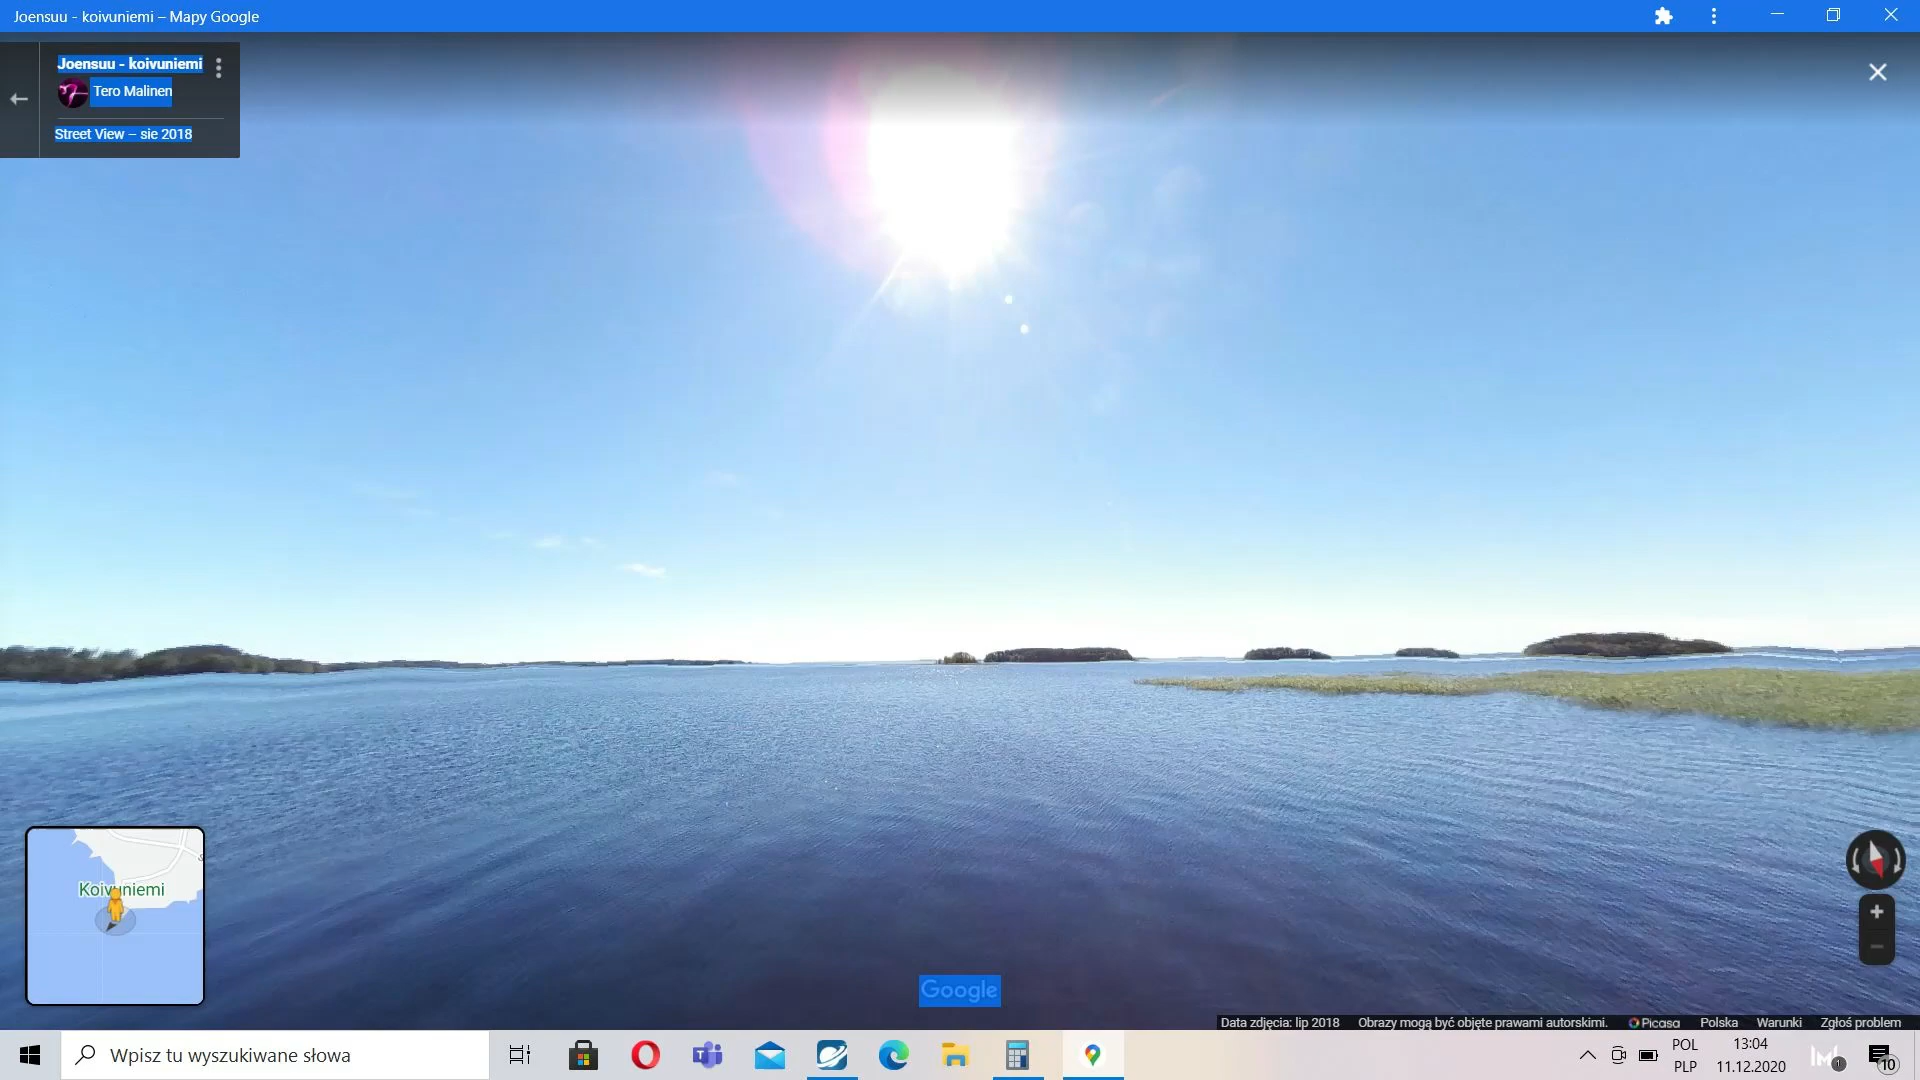 Joensuu - koivuniemi – Mapy Google
Joensuu - koivuniemi
Tero Malinen
Street View – sie 2018
Koivuniemi
Google
Data zdjęcia: lip 2018 Obrazy mogą być objęte prawami autorskimi. Picasa Polska Warunki Zgłoś problem
Wpisz tu wyszukiwane słowa
POL
PLP
13:04
11.12.2020
1
10